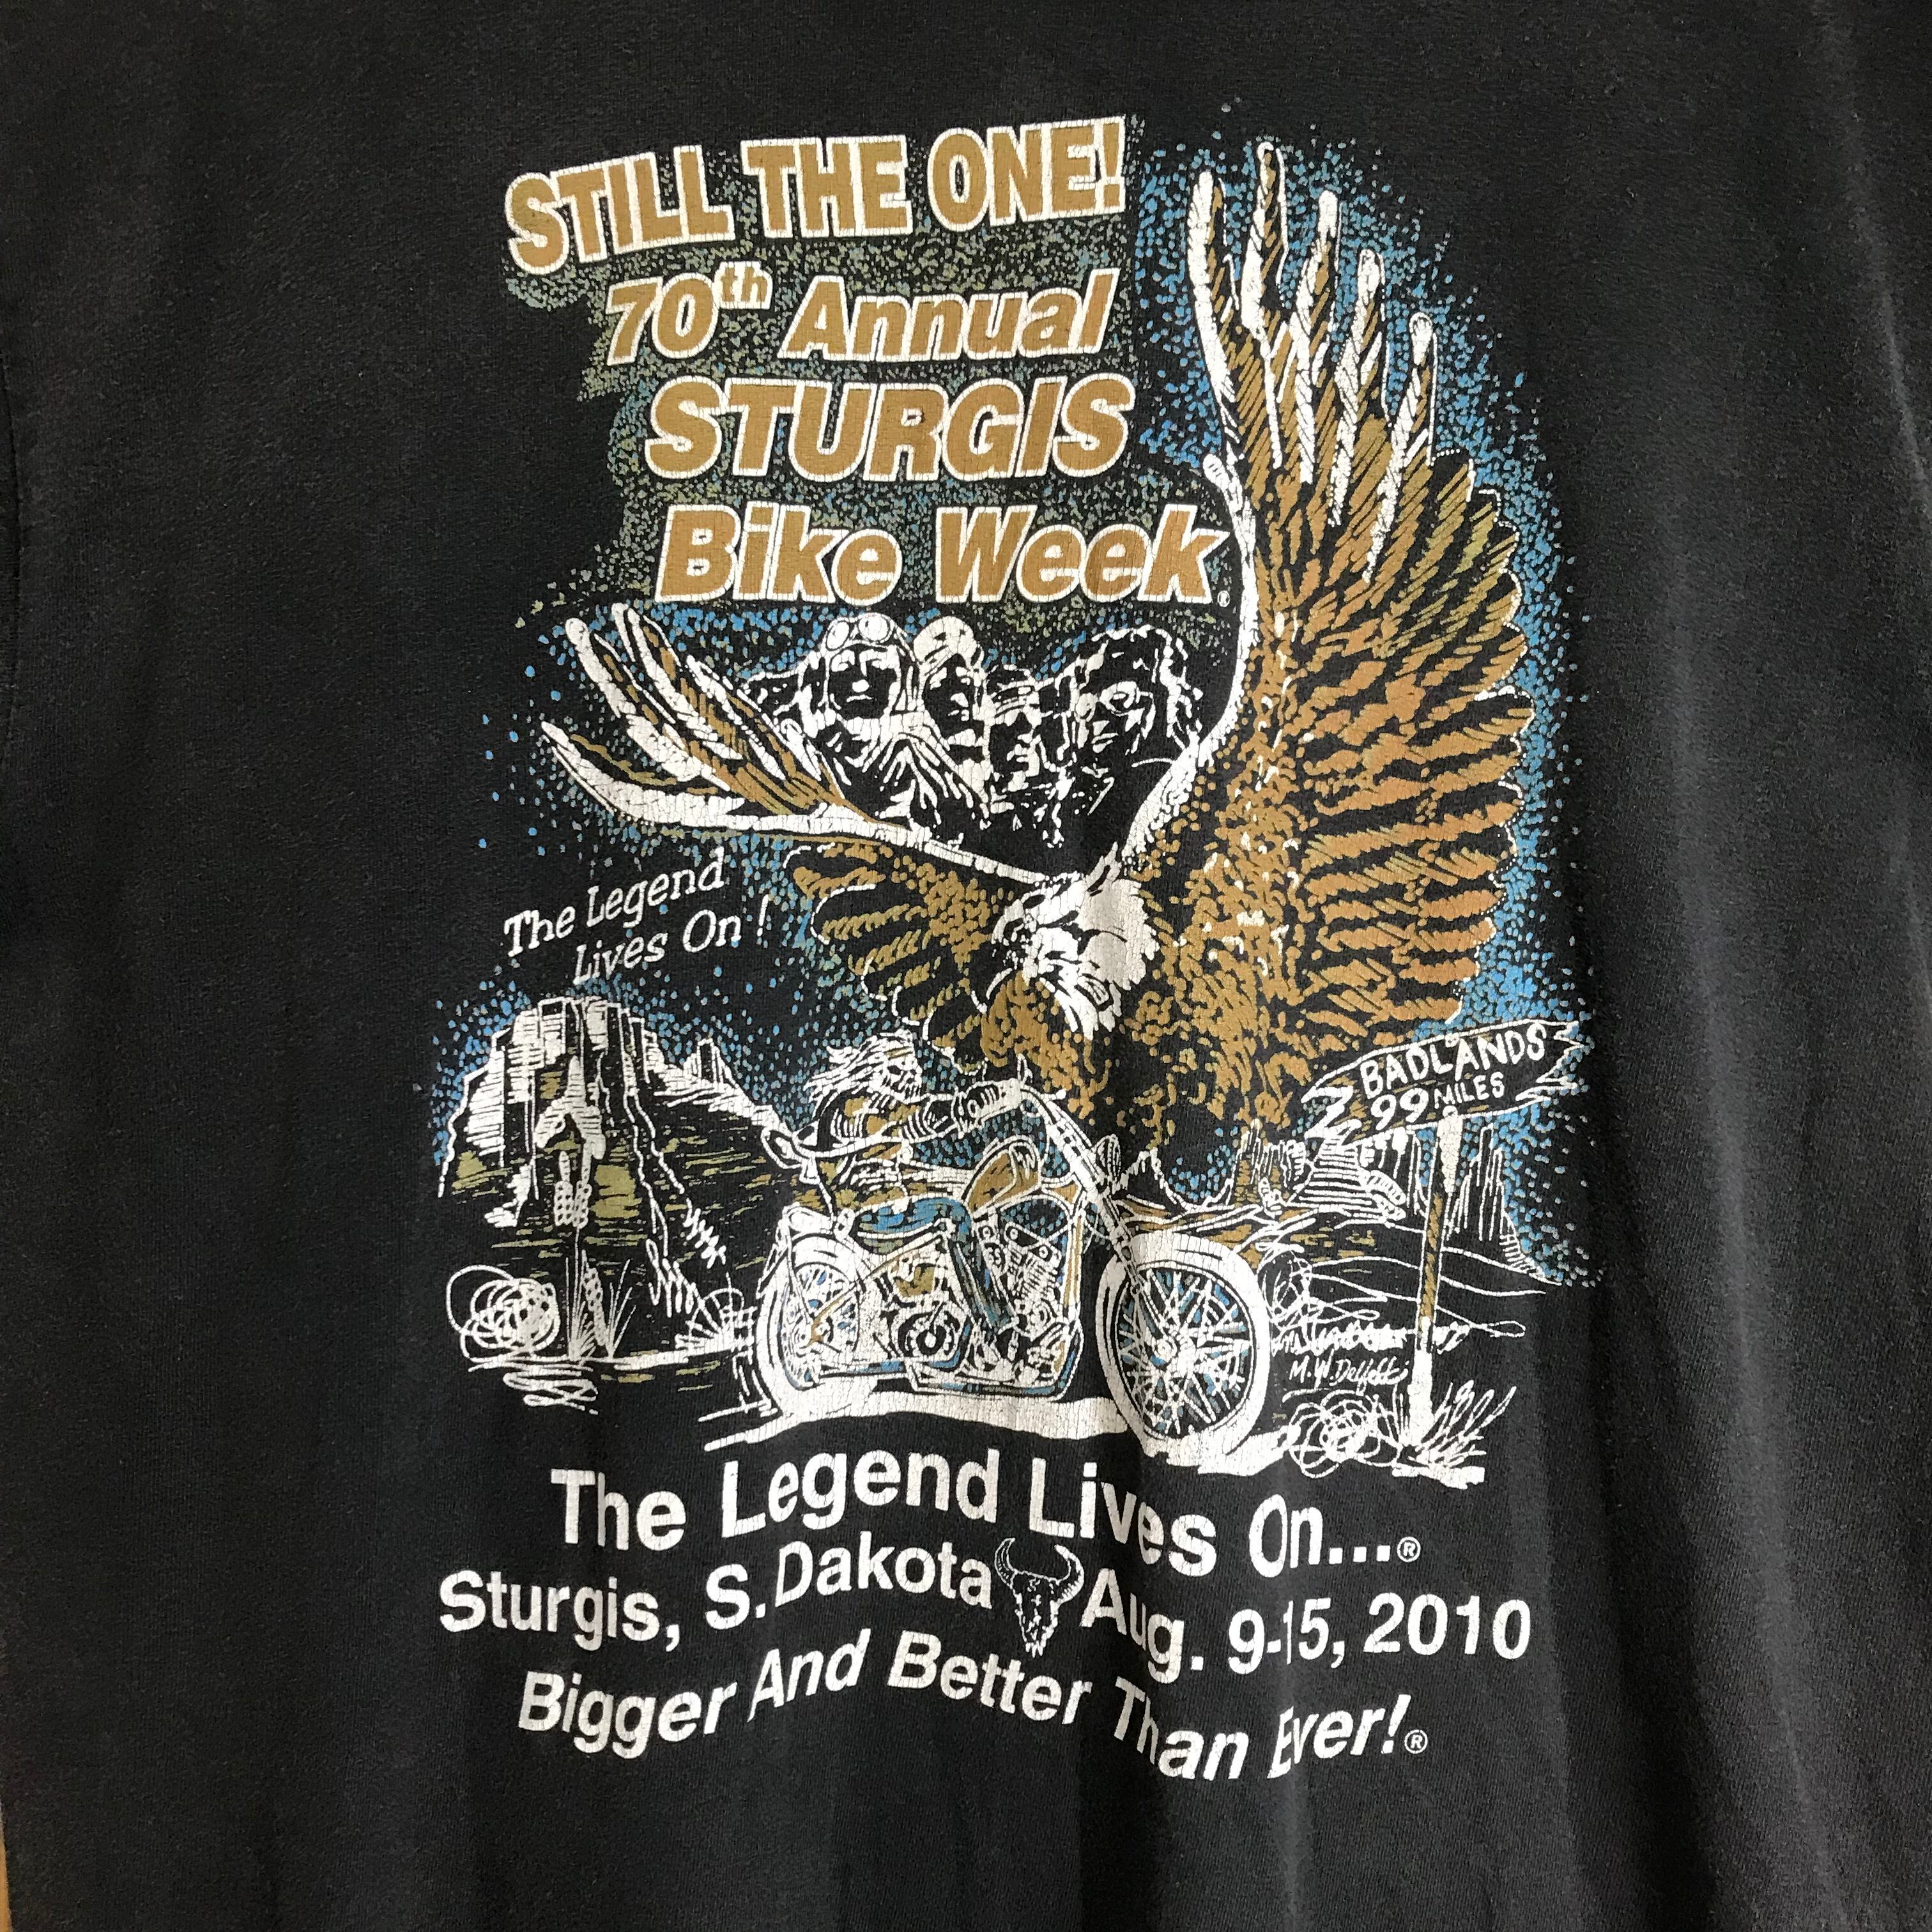 STILL THE ONE!
70th Annual
STURGIS
Bike Week®
The Legend
Lives On!
BADLANDS
99 MILES
The Legend Lives On...®
Sturgis, S. Dakota Aug. 9-15, 2010
Bigger And Better Than Ever!®